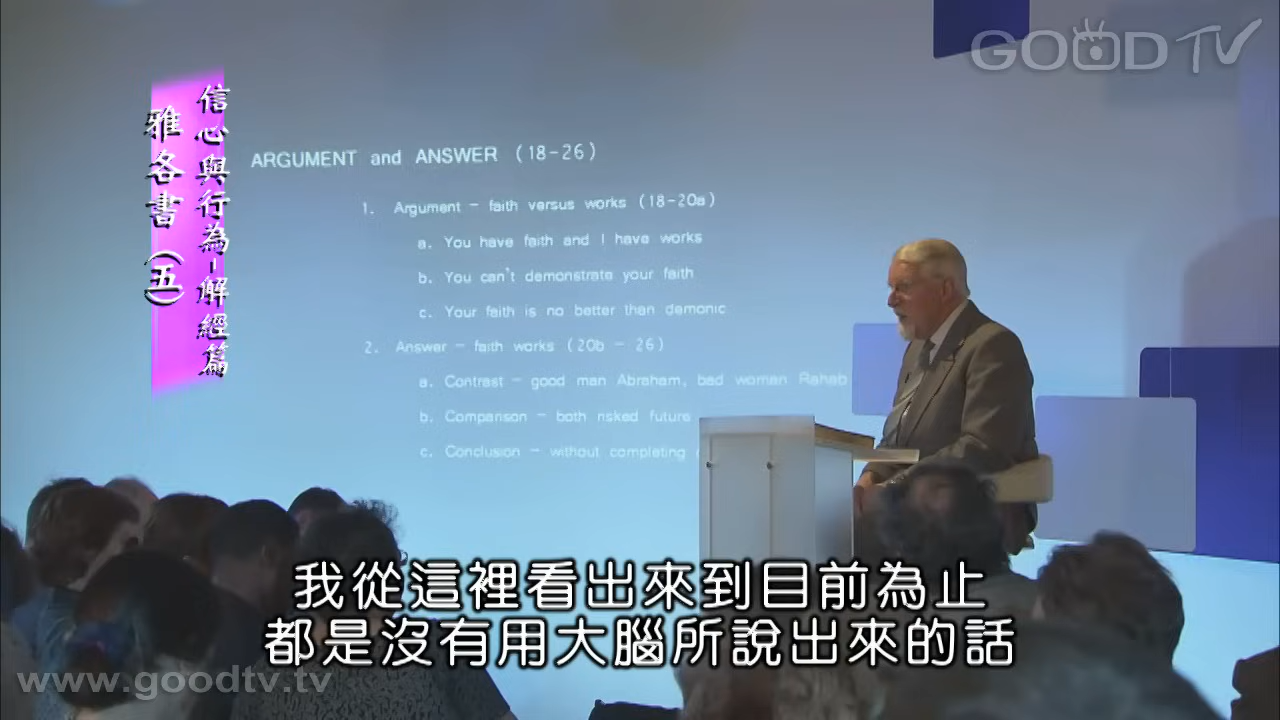 GOOD TV
信心與行為-解經篇
雅各書（五）
ARGUMENT and ANSWER (18-26)
1. Argument - faith versus works (18-20a)
a. You have faith and I have works
b. You can't demonstrate your faith
c. Your faith is no better than demonic
2. Answer - faith works (20b - 26)
a. Contrast - good man Abraham, bad woman Rahab
b. Comparison - both risked future
c. Conclusion - without completing
我從這裡看出來到目前為止
都是沒有用大腦所說出來的話
www.goodtv.tv